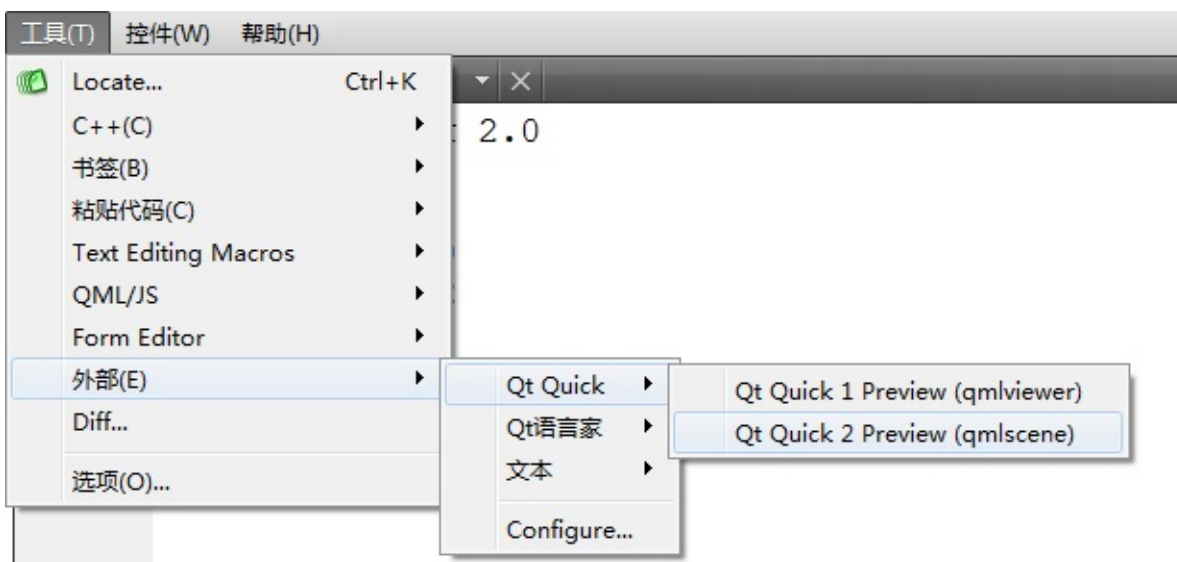 工具(T) 控件(W) 帮助(H)
Locate... Ctrl+K
C++(C)
2.0
书签(B)
粘贴代码(C)
Text Editing Macros
QML/JS
Form Editor
外部(E)
Qt Quick
Qt Quick 1 Preview (qmlviewer)
Diff...
Qt语言家
Qt Quick 2 Preview (qmlscene)
选项(O)...
文本
Configure...